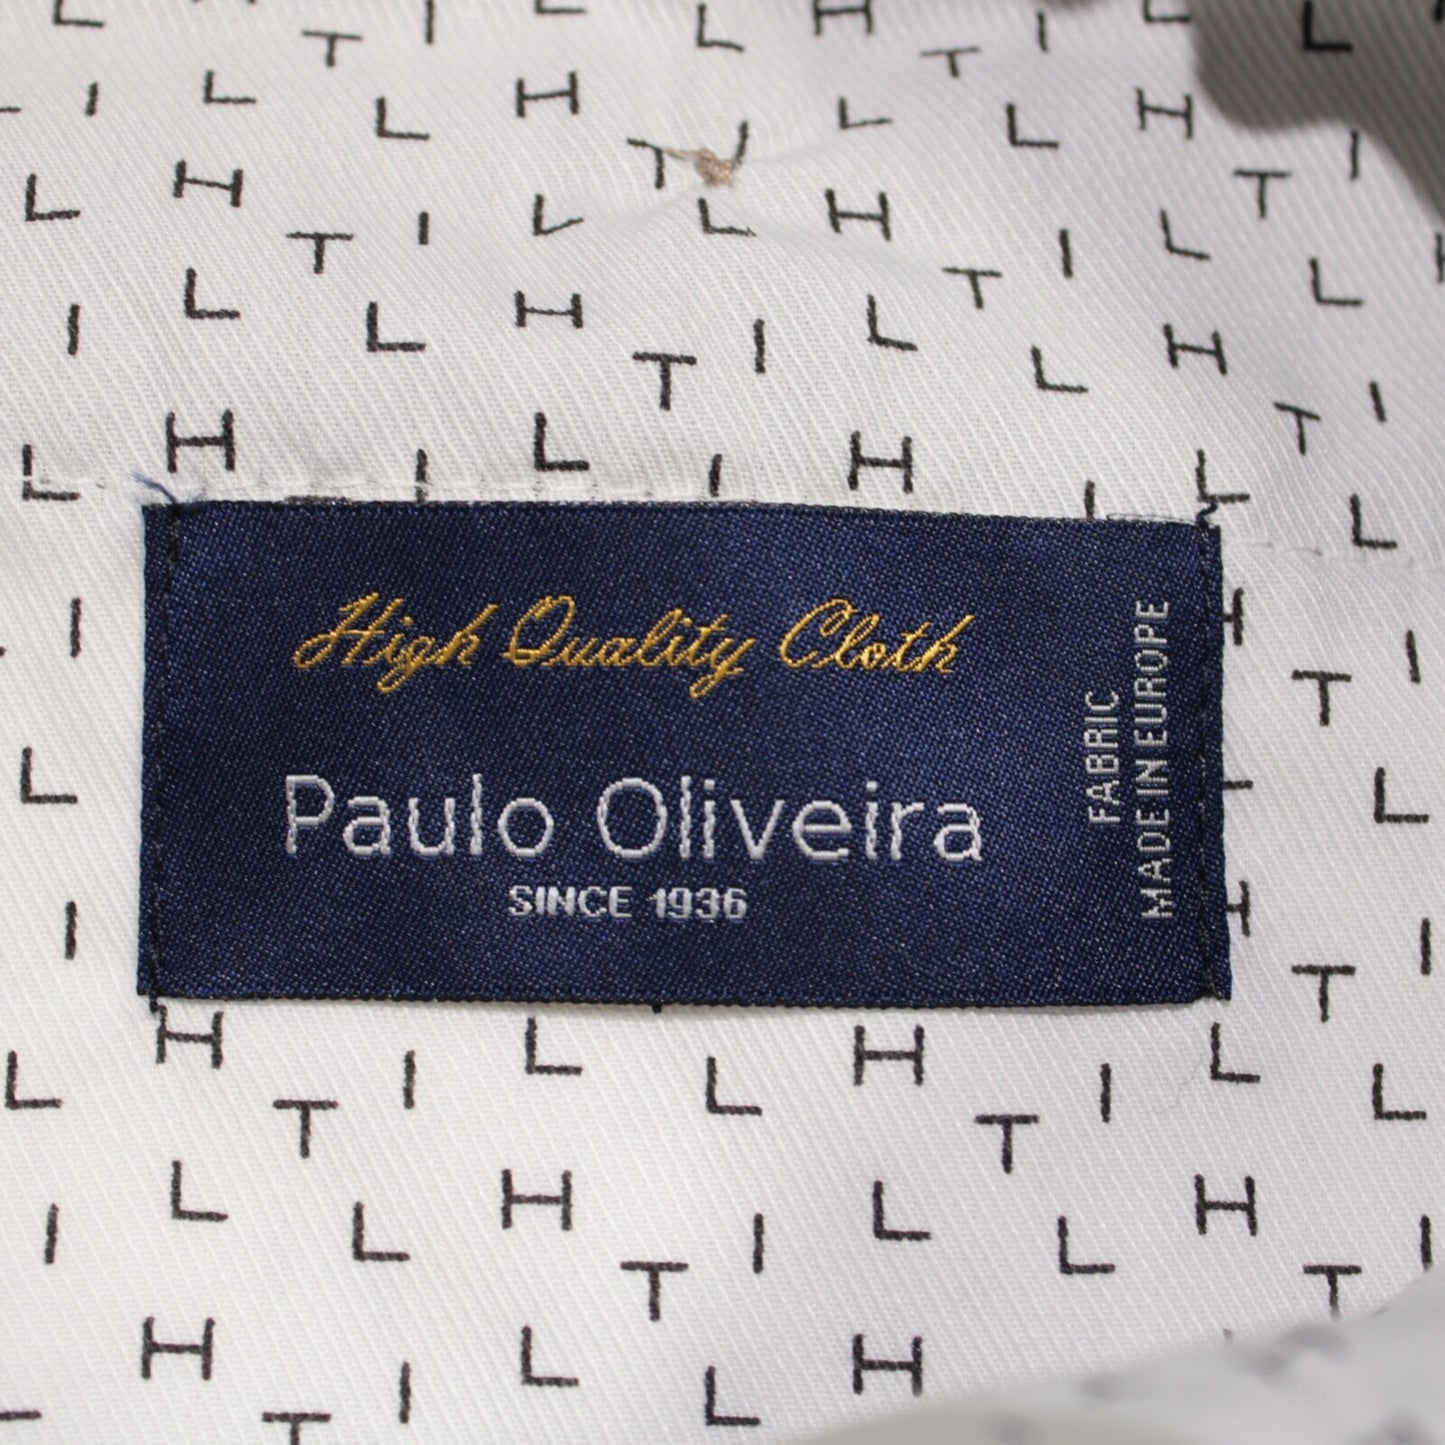 High Quality Cloth
Paulo Oliveira
SINCE 1936
FABRIC
MADE IN EUROPE